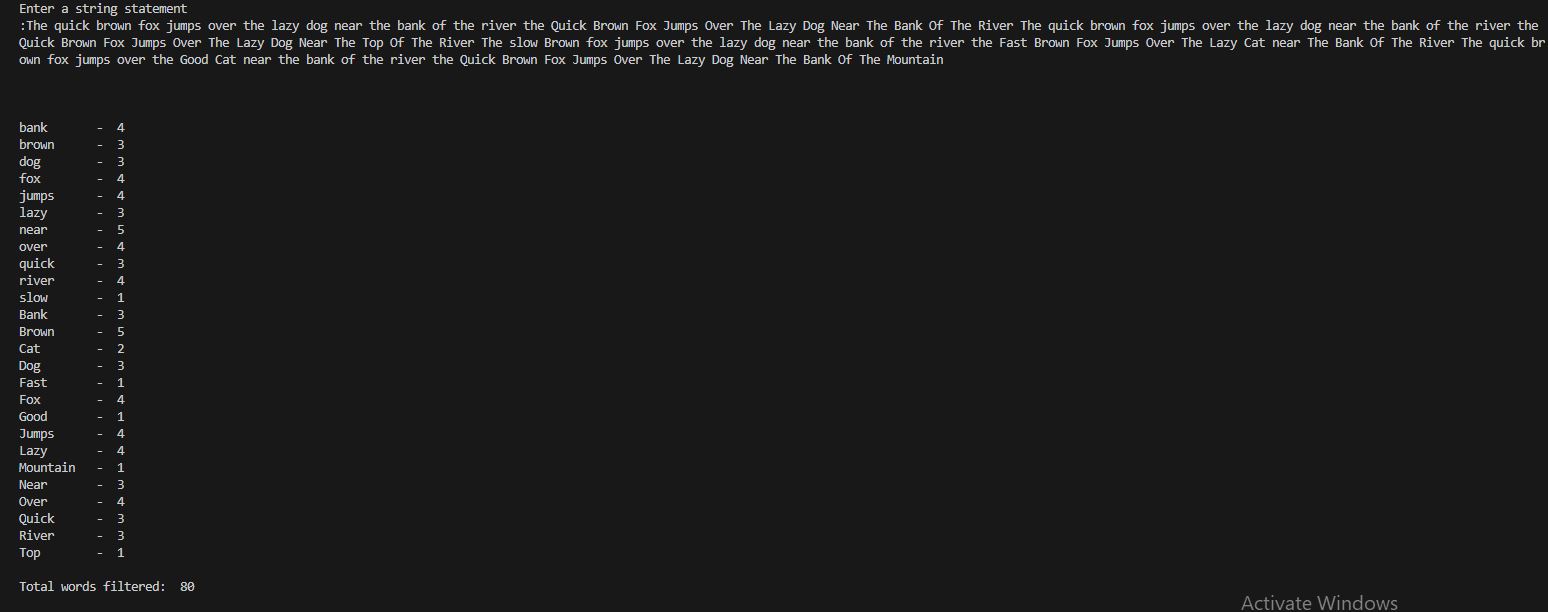 Enter a string statement
:The quick brown fox jumps over the lazy dog near the bank of the river the Quick Brown Fox Jumps Over The Lazy Dog Near The Bank Of The River The quick brown fox jumps over the lazy dog near the bank of the river the
Quick Brown Fox Jumps Over The Lazy Dog Near The Top Of The River The slow Brown fox jumps over the lazy dog near the bank of the river the Fast Brown Fox Jumps Over The Lazy Cat near The Bank Of The River The quick br
own fox jumps over the Good Cat near the bank of the river the Quick Brown Fox Jumps Over The Lazy Dog Near The Bank Of The Mountain
bank - 4
brown - 3
dog - 3
fox - 4
jumps - 4
lazy - 3
near - 5
over - 4
quick - 3
river - 4
slow - 1
Bank - 3
Brown - 5
Cat - 2
Dog - 3
Fast - 1
Fox - 4
Good - 1
Jumps - 4
Lazy - 4
Mountain - 1
Near - 3
Over - 4
Quick - 3
River - 3
Top - 1
Total words filtered: 80
Activate Windows